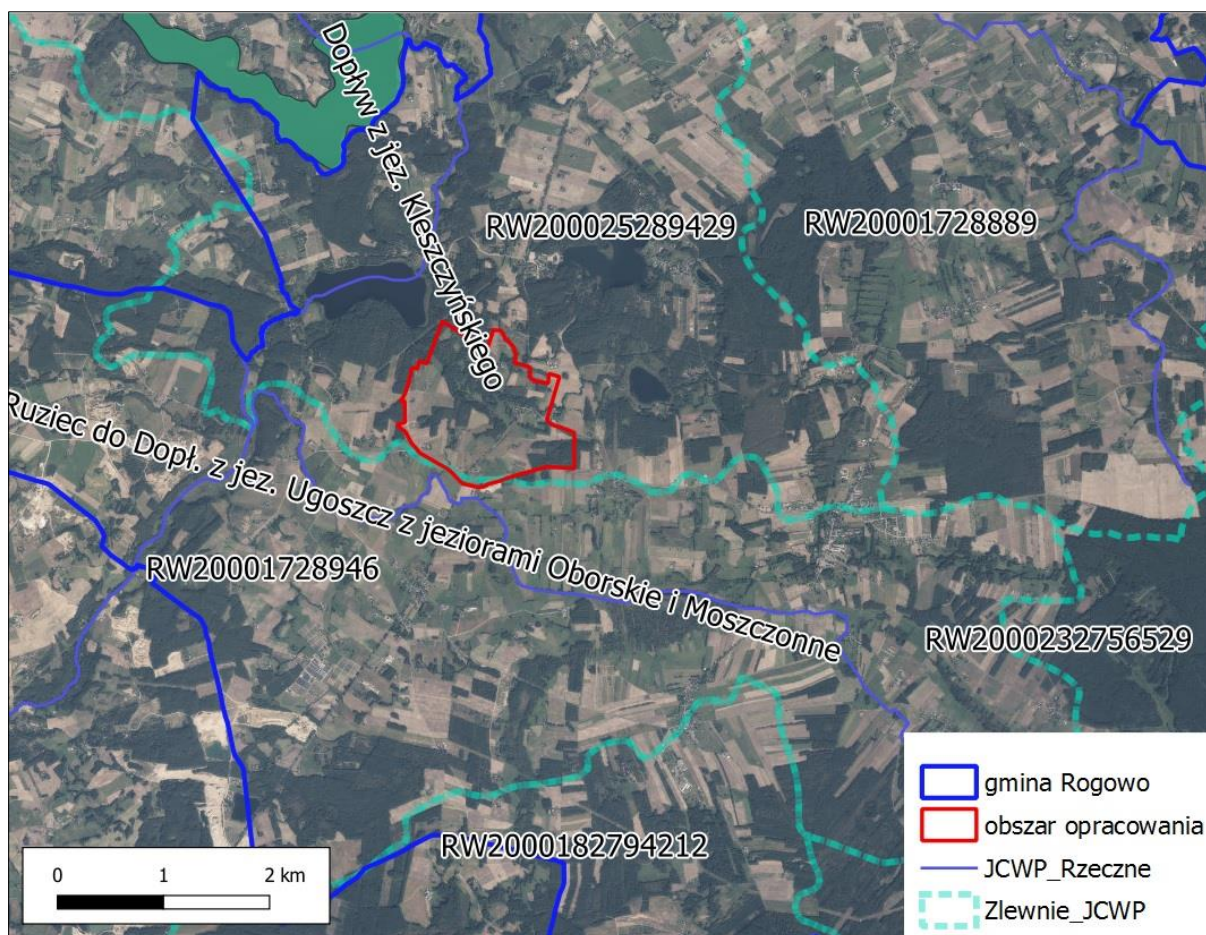 Dopływ z jez. Kleszczyńskiego
RW200025289429
RW20001728889
Ruziec do Dopł. z jez. Ugoszcz z jeziorami Oborskie i Moszczonne
RW20001728946
RW2000232756529
RW2000182794212
0 1 2 km
gmina Rogowo
obszar opracowania
JCWP_Rzeczne
Zlewnie_JCWP